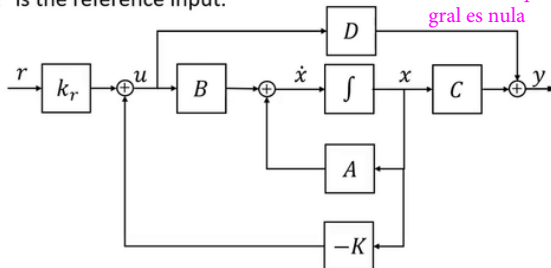 is the reference input.
gral es nula
D
r
k_r
u
B
ẋ
∫
x
C
y
A
−K